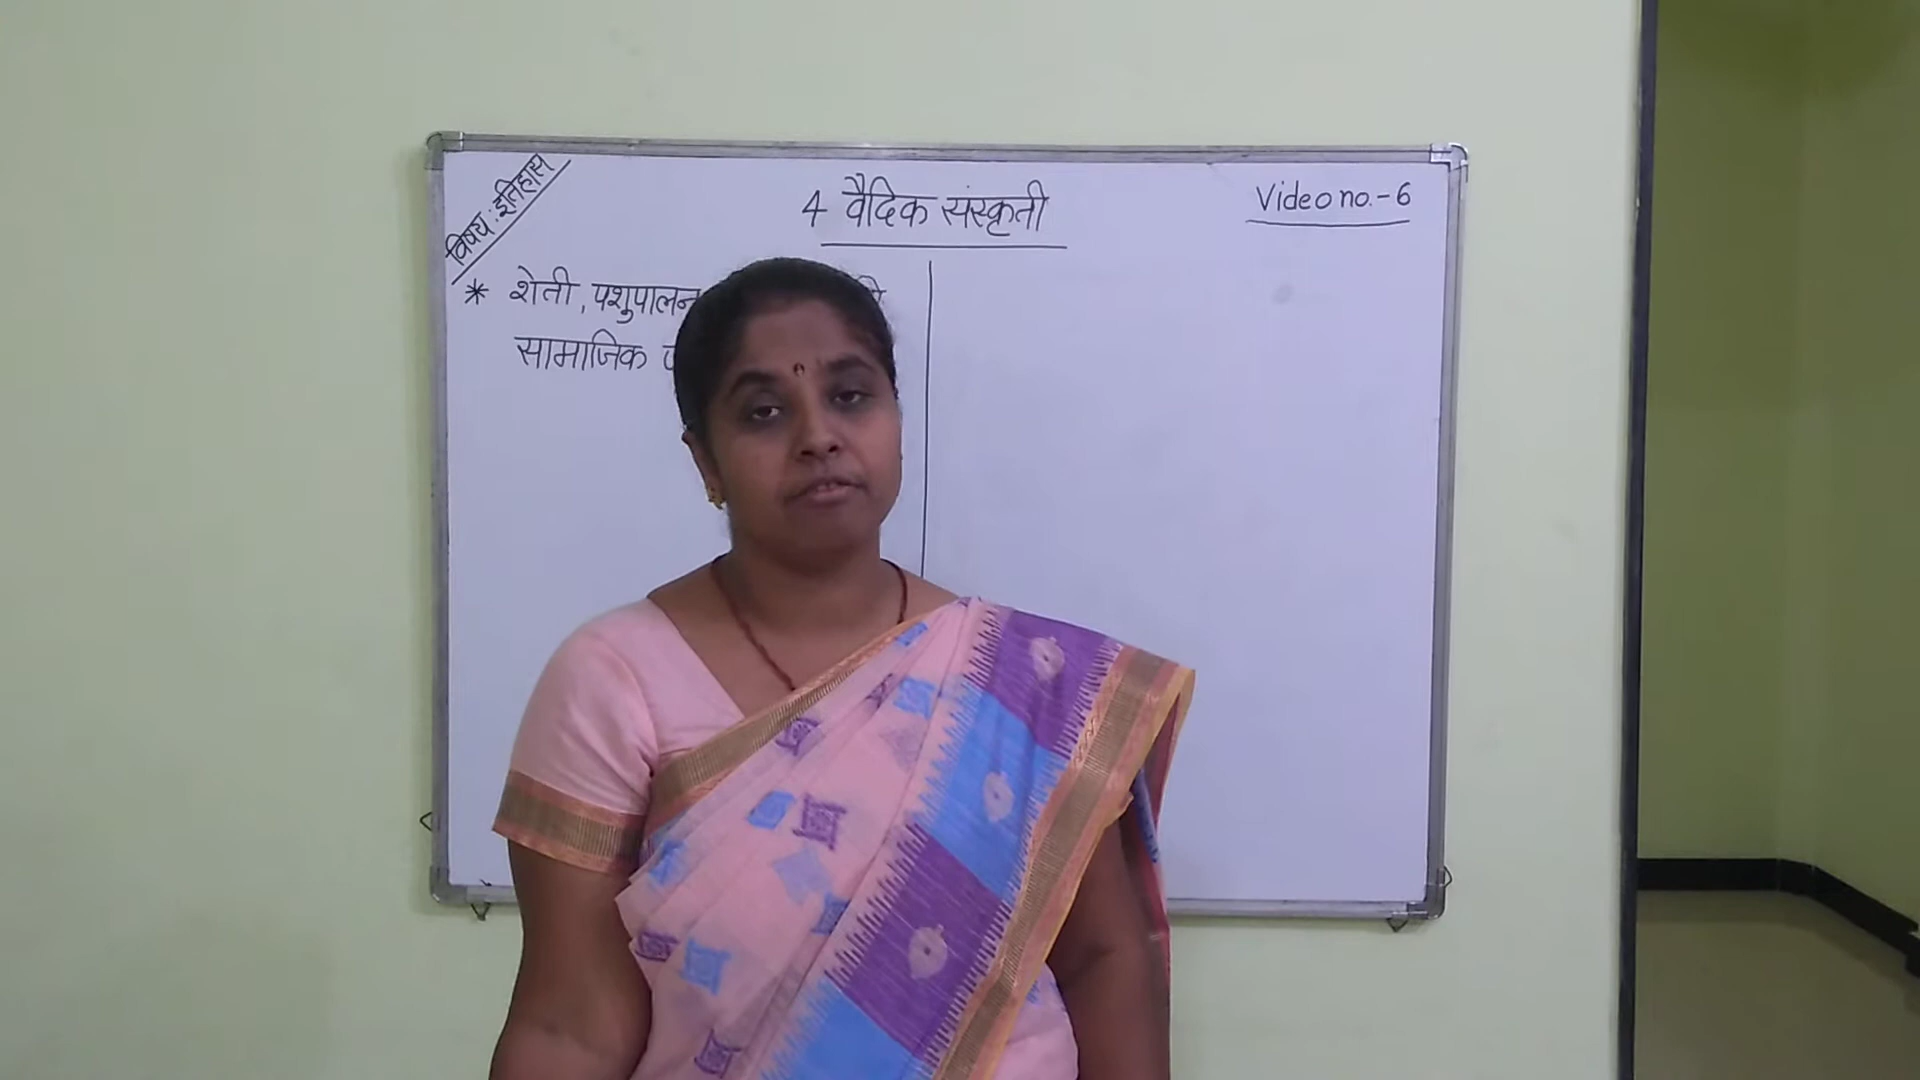 विषय : इतिहास
4 वैदिक संस्कृती
Video no.- 6
* शेती, पशुपालन
सामाजिक